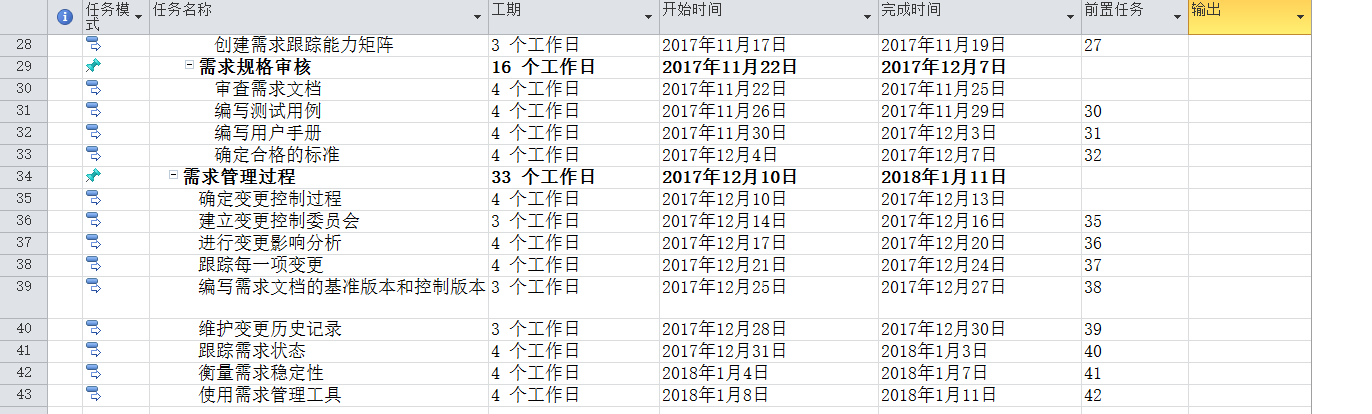 任务模式 任务名称 工期 开始时间 完成时间 前置任务 输出
28 创建需求跟踪能力矩阵 3 个工作日 2017年11月17日 2017年11月19日 27
29 需求规格审核 16 个工作日 2017年11月22日 2017年12月7日
30 审查需求文档 4 个工作日 2017年11月22日 2017年11月25日
31 编写测试用例 4 个工作日 2017年11月26日 2017年11月29日 30
32 编写用户手册 4 个工作日 2017年11月30日 2017年12月3日 31
33 确定合格的标准 4 个工作日 2017年12月4日 2017年12月7日 32
34 需求管理过程 33 个工作日 2017年12月10日 2018年1月11日
35 确定变更控制过程 4 个工作日 2017年12月10日 2017年12月13日
36 建立变更控制委员会 3 个工作日 2017年12月14日 2017年12月16日 35
37 进行变更影响分析 4 个工作日 2017年12月17日 2017年12月20日 36
38 跟踪每一项变更 4 个工作日 2017年12月21日 2017年12月24日 37
39 编写需求文档的基准版本和控制版本 3 个工作日 2017年12月25日 2017年12月27日 38
40 维护变更历史记录 3 个工作日 2017年12月28日 2017年12月30日 39
41 跟踪需求状态 4 个工作日 2017年12月31日 2018年1月3日 40
42 衡量需求稳定性 4 个工作日 2018年1月4日 2018年1月7日 41
43 使用需求管理工具 4 个工作日 2018年1月8日 2018年1月11日 42